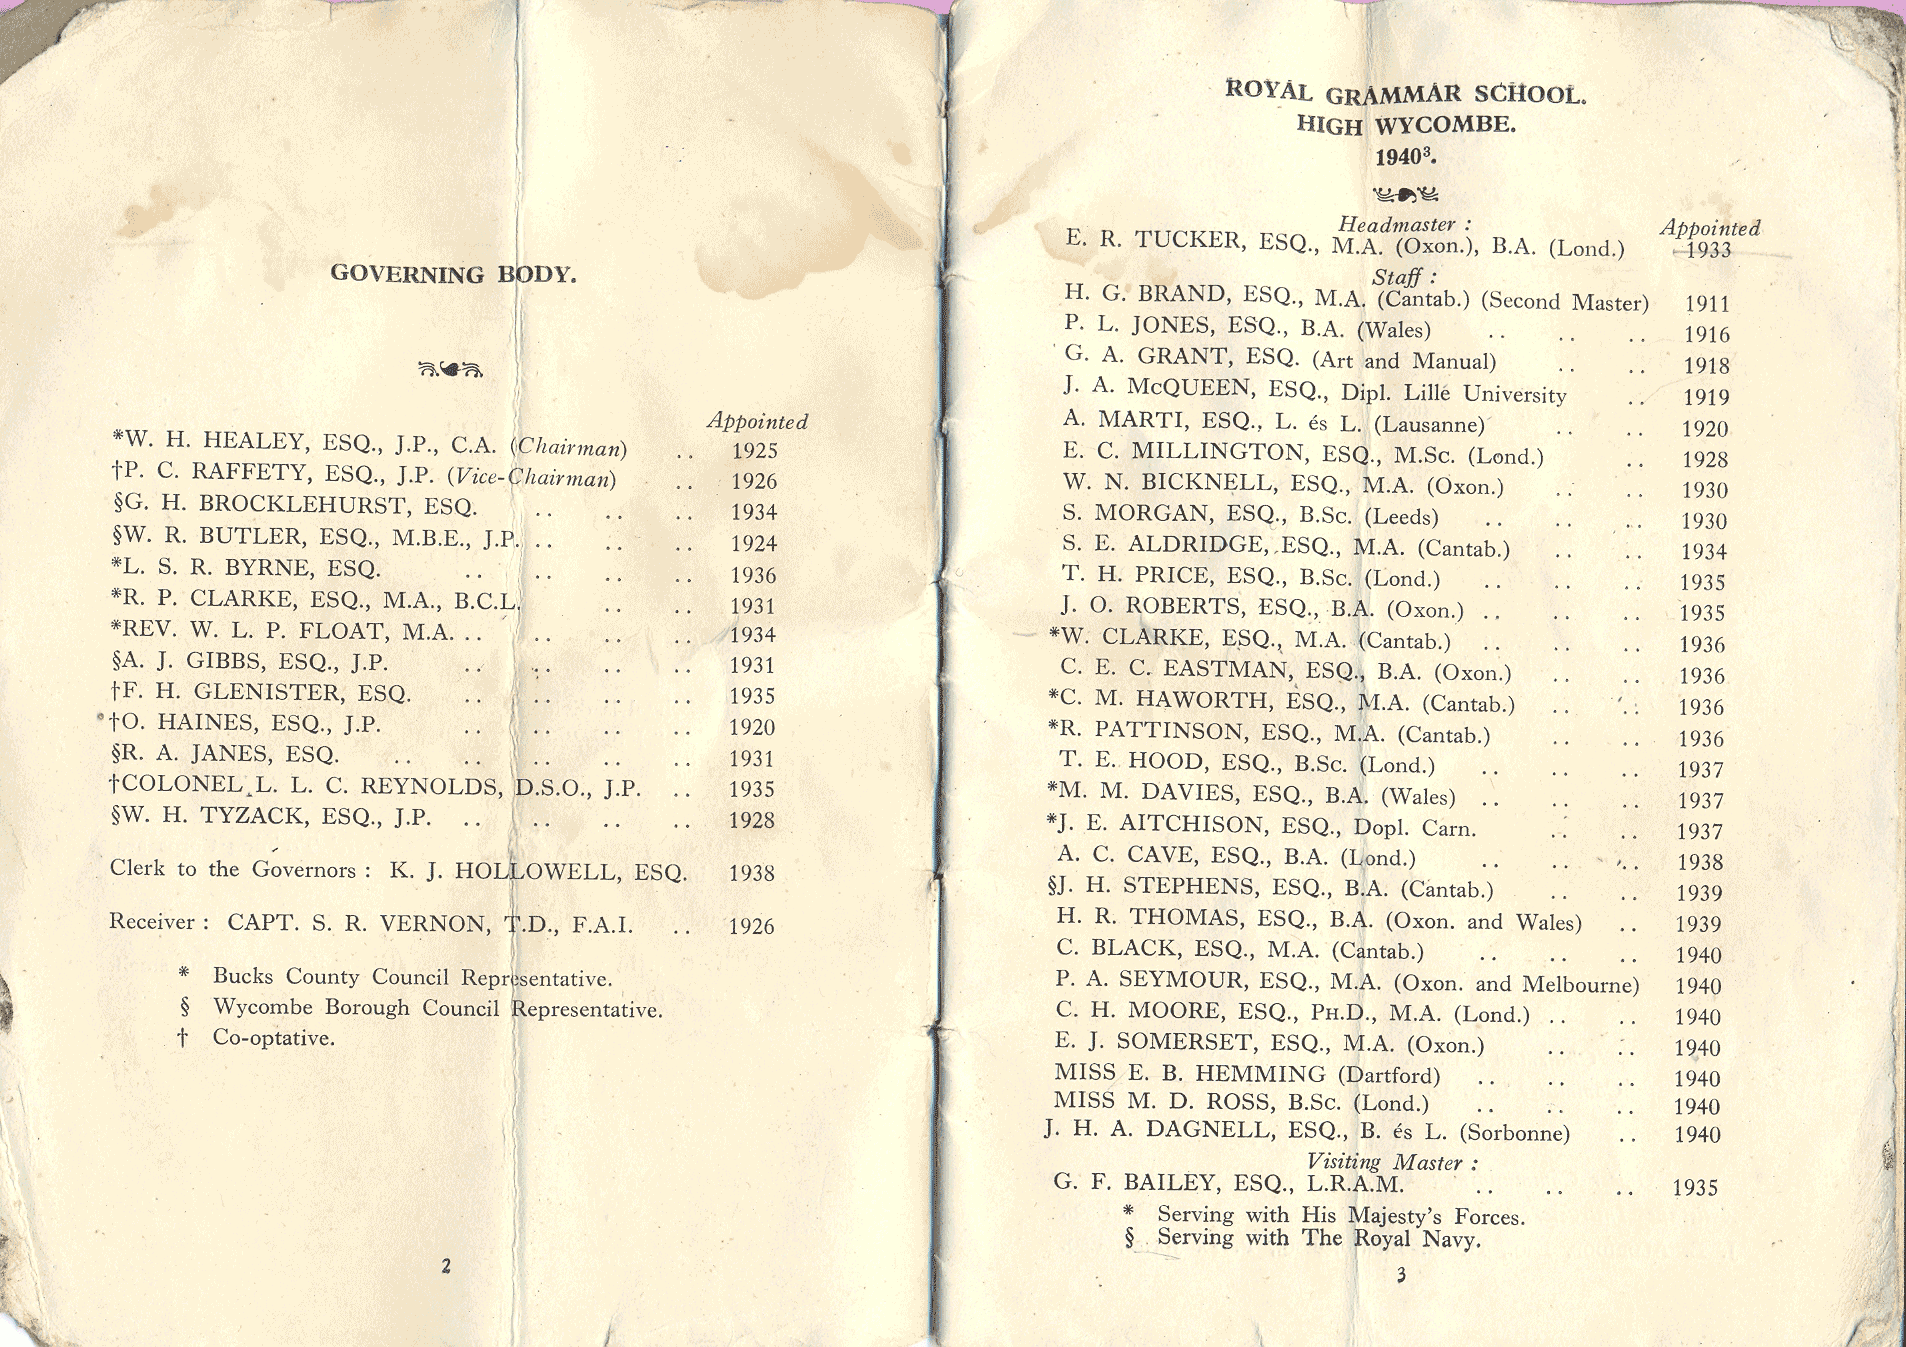 GOVERNING BODY.
Appointed
*W. H. HEALEY, ESQ., J.P., C.A. (Chairman) .. 1925
†P. C. RAFFETY, ESQ., J.P. (Vice-Chairman) .. 1926
§G. H. BROCKLEHURST, ESQ. .. .. .. 1934
§W. R. BUTLER, ESQ., M.B.E., J.P. .. .. .. 1924
*L. S. R. BYRNE, ESQ. .. .. .. .. 1936
*R. P. CLARKE, ESQ., M.A., B.C.L. .. .. 1931
*REV. W. L. P. FLOAT, M.A. .. .. .. .. 1934
§A. J. GIBBS, ESQ., J.P. .. .. .. .. 1931
†F. H. GLENISTER, ESQ. .. .. .. .. 1935
†O. HAINES, ESQ., J.P. .. .. .. .. 1920
§R. A. JANES, ESQ. .. .. .. .. .. 1931
†COLONEL L. L. C. REYNOLDS, D.S.O., J.P. .. 1935
§W. H. TYZACK, ESQ., J.P. .. .. .. .. 1928
Clerk to the Governors : K. J. HOLLOWELL, ESQ. 1938
Receiver : CAPT. S. R. VERNON, T.D., F.A.I. .. 1926
* Bucks County Council Representative.
§ Wycombe Borough Council Representative.
† Co-optative.
2
ROYAL GRAMMAR SCHOOL.
HIGH WYCOMBE.
1940³.
Headmaster : Appointed
E. R. TUCKER, ESQ., M.A. (Oxon.), B.A. (Lond.) 1933
Staff :
H. G. BRAND, ESQ., M.A. (Cantab.) (Second Master) 1911
P. L. JONES, ESQ., B.A. (Wales) .. .. .. 1916
G. A. GRANT, ESQ. (Art and Manual) .. .. 1918
J. A. McQUEEN, ESQ., Dipl. Lille University .. 1919
A. MARTI, ESQ., L. és L. (Lausanne) .. .. 1920
E. C. MILLINGTON, ESQ., M.Sc. (Lond.) .. 1928
W. N. BICKNELL, ESQ., M.A. (Oxon.) .. .. 1930
S. MORGAN, ESQ., B.Sc. (Leeds) .. .. .. 1930
S. E. ALDRIDGE, ESQ., M.A. (Cantab.) .. .. 1934
T. H. PRICE, ESQ., B.Sc. (Lond.) .. .. .. 1935
J. O. ROBERTS, ESQ., B.A. (Oxon.) .. .. .. 1935
*W. CLARKE, ESQ., M.A. (Cantab.) .. .. .. 1936
C. E. C. EASTMAN, ESQ., B.A. (Oxon.) .. .. 1936
*C. M. HAWORTH, ESQ., M.A. (Cantab.) .. .. 1936
*R. PATTINSON, ESQ., M.A. (Cantab.) .. .. 1936
T. E. HOOD, ESQ., B.Sc. (Lond.) .. .. .. 1937
*M. M. DAVIES, ESQ., B.A. (Wales) .. .. .. 1937
*J. E. AITCHISON, ESQ., Dopl. Carn. .. .. 1937
A. C. CAVE, ESQ., B.A. (Lond.) .. .. .. 1938
§J. H. STEPHENS, ESQ., B.A. (Cantab.) .. .. 1939
H. R. THOMAS, ESQ., B.A. (Oxon. and Wales) .. 1939
C. BLACK, ESQ., M.A. (Cantab.) .. .. .. 1940
P. A. SEYMOUR, ESQ., M.A. (Oxon. and Melbourne) 1940
C. H. MOORE, ESQ., PH.D., M.A. (Lond.) .. .. 1940
E. J. SOMERSET, ESQ., M.A. (Oxon.) .. .. 1940
MISS E. B. HEMMING (Dartford) .. .. .. 1940
MISS M. D. ROSS, B.Sc. (Lond.) .. .. .. 1940
J. H. A. DAGNELL, ESQ., B. és L. (Sorbonne) .. 1940
Visiting Master :
G. F. BAILEY, ESQ., L.R.A.M. .. .. .. 1935
* Serving with His Majesty's Forces.
§ Serving with The Royal Navy.
3